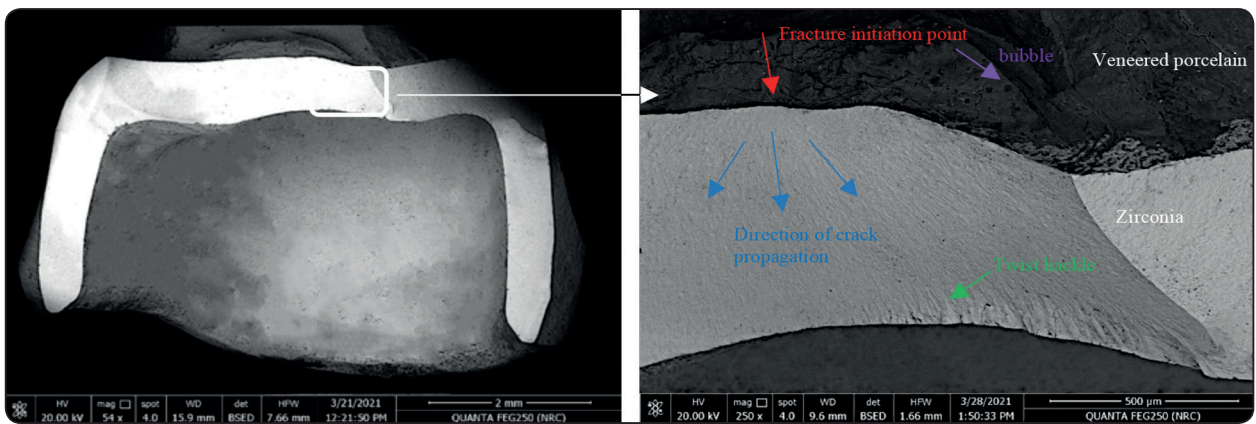 Fracture initiation point
bubble
Veneered porcelain
Zirconia
Direction of crack
propagation
Twist hackle
HV mag spot WD det HFW 3/21/2021 2 mm
20.00 kV 54 x 4.0 15.9 mm BSED 7.66 mm 12:21:50 PM QUANTA FEG250 (NRC)
HV mag spot WD det HFW 3/28/2021 500 µm
20.00 kV 250 x 4.0 9.6 mm BSED 1.66 mm 1:50:33 PM QUANTA FEG250 (NRC)